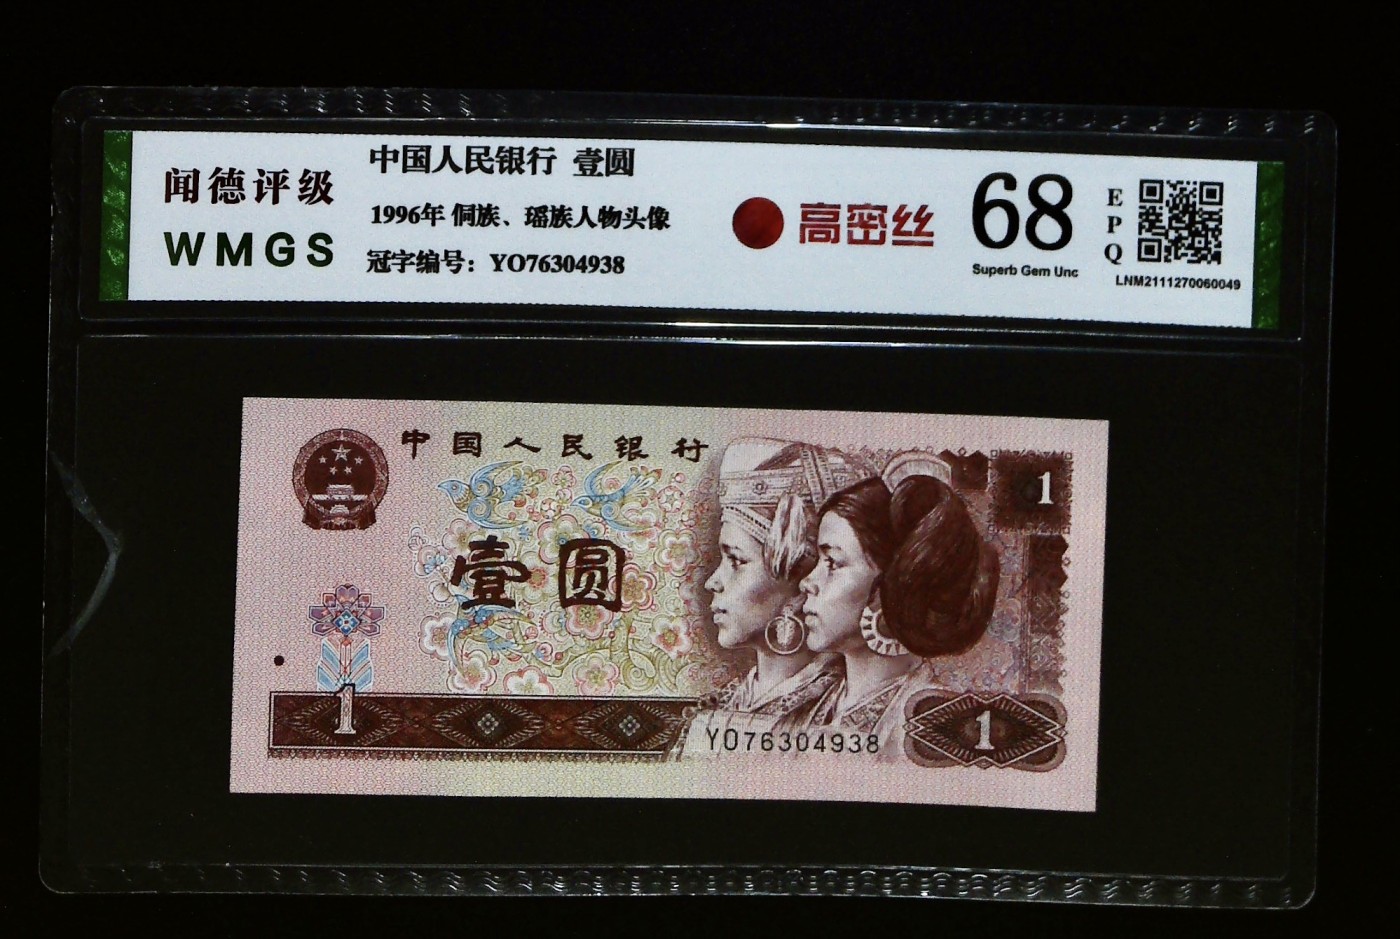 闻德评级
WMGS
中国人民银行 壹圆
1996年 侗族、瑶族人物头像
冠字编号：YO76304938
高密丝
68
Superb Gem Unc
EPQ
LNM2111270060049
中国人民银行
1
壹圆
1
YO76304938
1